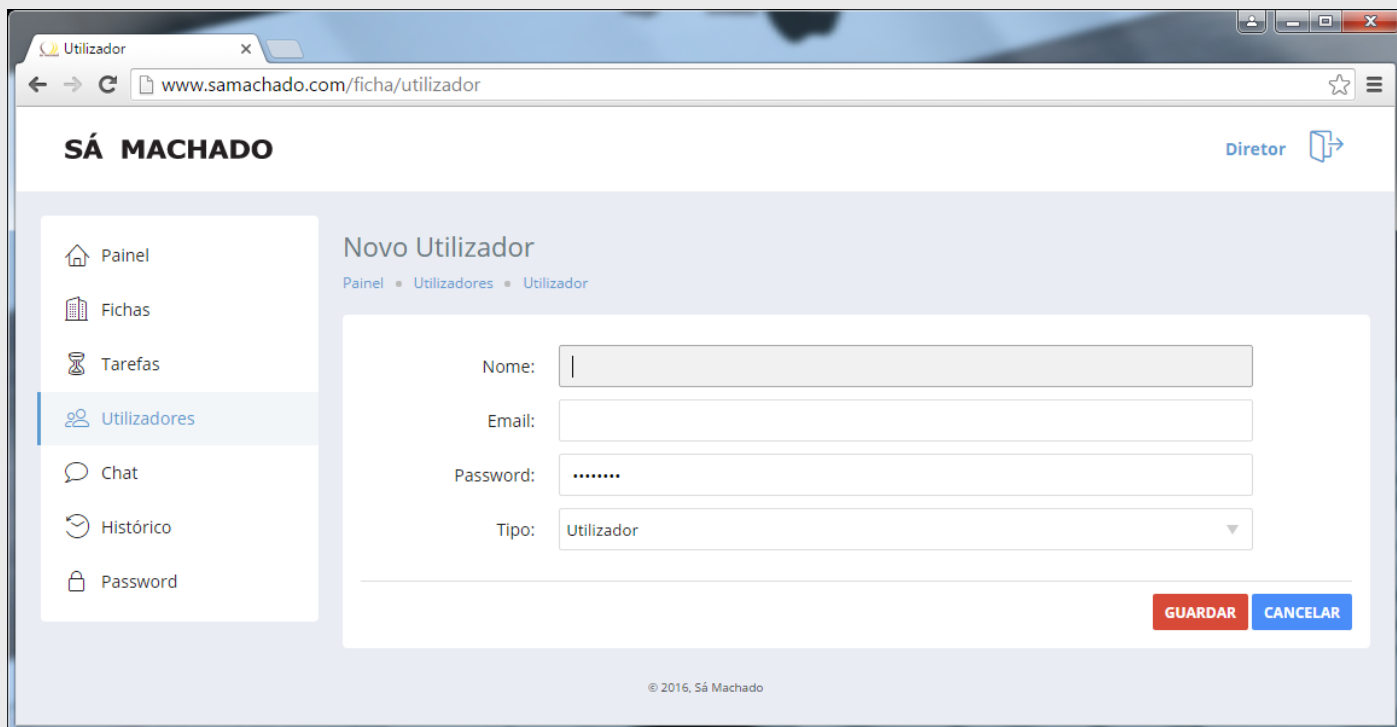 Utilizador
www.samachado.com/ficha/utilizador
SÁ MACHADO
Diretor
Painel
Fichas
Tarefas
Utilizadores
Chat
Histórico
Password
Novo Utilizador
Painel • Utilizadores • Utilizador
Nome:
Email:
Password: ••••••••
Tipo: Utilizador
GUARDAR CANCELAR
© 2016, Sá Machado